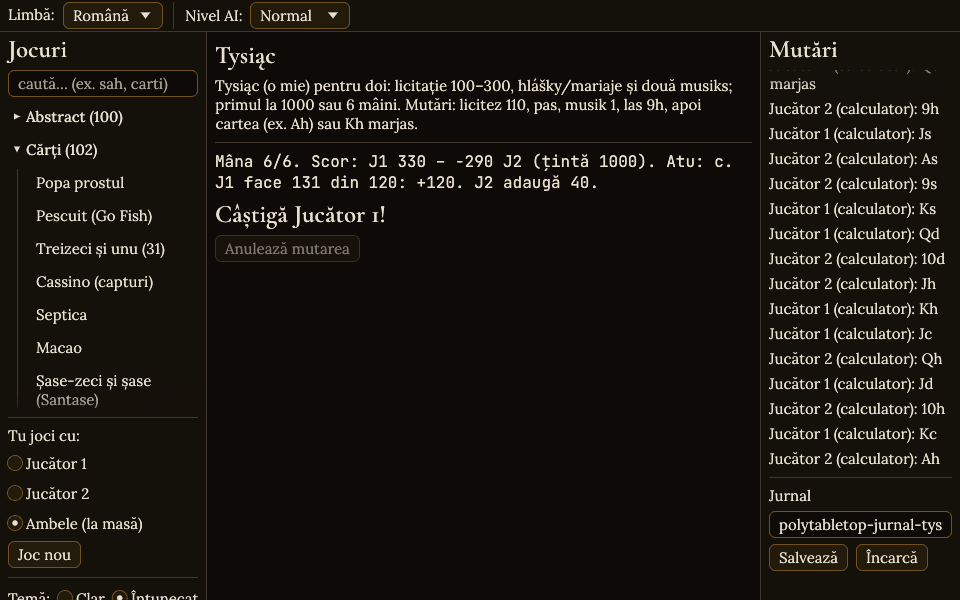 Limbă: Română ▼ Nivel AI: Normal ▼
Jocuri
caută... (ex. sah, carti)
▸ Abstract (100)
▾ Cărți (102)
Popa prostul
Pescuit (Go Fish)
Treizeci și unu (31)
Cassino (capturi)
Septica
Macao
Șase-zeci și șase
(Santase)
Tu joci cu:
Jucător 1
Jucător 2
Ambele (la masă)
Joc nou
Temă: Clar Întunecat
Tysiąc
Tysiąc (o mie) pentru doi: licitație 100–300, hlášky/mariaje și două musiks;
primul la 1000 sau 6 mâini. Mutări: licitez 110, pas, musik 1, las 9h, apoi
cartea (ex. Ah) sau Kh marjas.
Mâna 6/6. Scor: J1 330 – -290 J2 (țintă 1000). Atu: c.
J1 face 131 din 120: +120. J2 adaugă 40.
Câștigă Jucător 1!
Anulează mutarea
Mutări
marjas
Jucător 2 (calculator): 9h
Jucător 1 (calculator): Js
Jucător 2 (calculator): As
Jucător 2 (calculator): 9s
Jucător 1 (calculator): Ks
Jucător 1 (calculator): Qd
Jucător 2 (calculator): 10d
Jucător 2 (calculator): Jh
Jucător 1 (calculator): Kh
Jucător 1 (calculator): Jc
Jucător 2 (calculator): Qh
Jucător 1 (calculator): Jd
Jucător 2 (calculator): 10h
Jucător 1 (calculator): Kc
Jucător 2 (calculator): Ah
Jurnal
polytabletop-jurnal-tys
Salvează Încarcă